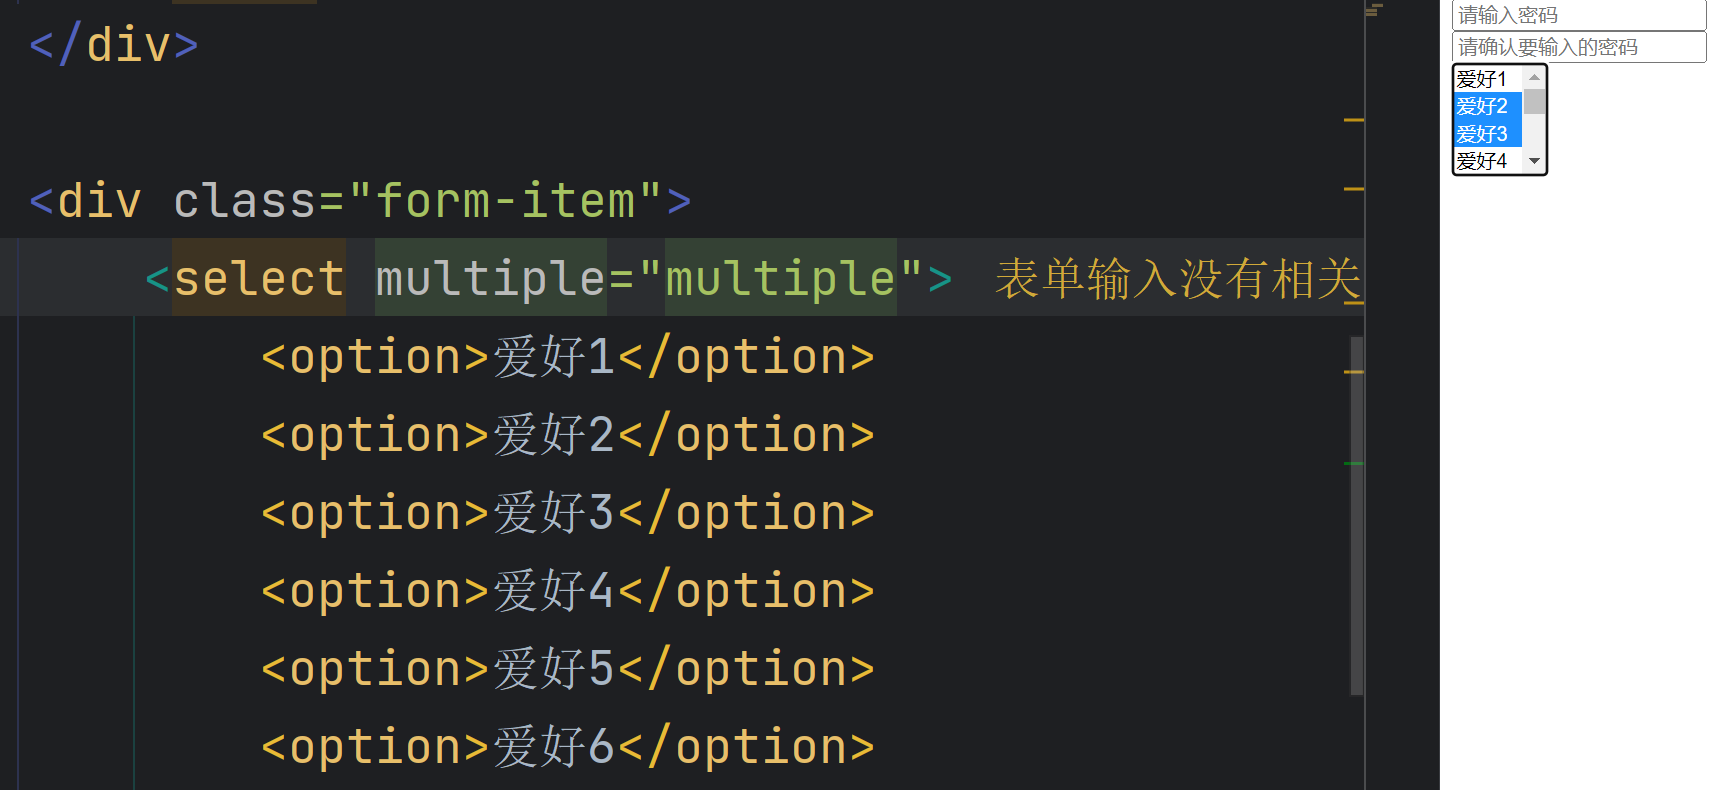 </div>
<div class="form-item">
<select multiple="multiple"> 表单输入没有相关
<option>爱好1</option>
<option>爱好2</option>
<option>爱好3</option>
<option>爱好4</option>
<option>爱好5</option>
<option>爱好6</option>
请输入密码
请确认要输入的密码
爱好1
爱好2
爱好3
爱好4